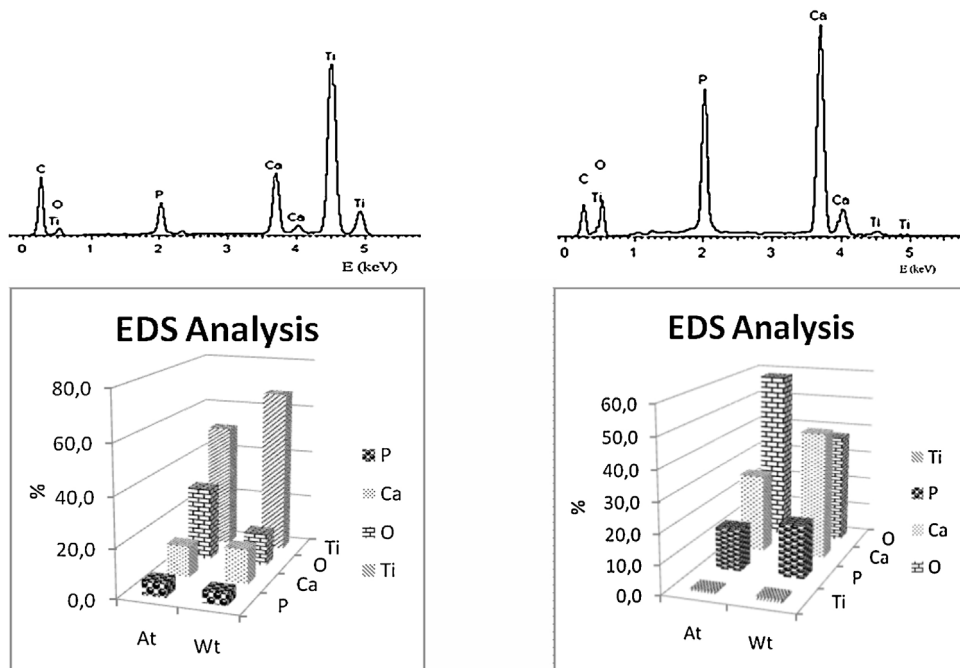 Ti
C
Ca
P
O
Ti
Ca
Ti
0 1 2 3 4 5
E (keV)
Ca
P
O
C
Ti
Ca
Ti
Ti
0 1 2 3 4 5
E (keV)
EDS Analysis
80,0
60,0
40,0
20,0
0,0
%
At
Wt
P
Ca
O
Ti
P
Ca
O
Ti
EDS Analysis
60,0
50,0
40,0
30,0
20,0
10,0
0,0
%
At
Wt
Ti
P
Ca
O
Ti
P
Ca
O